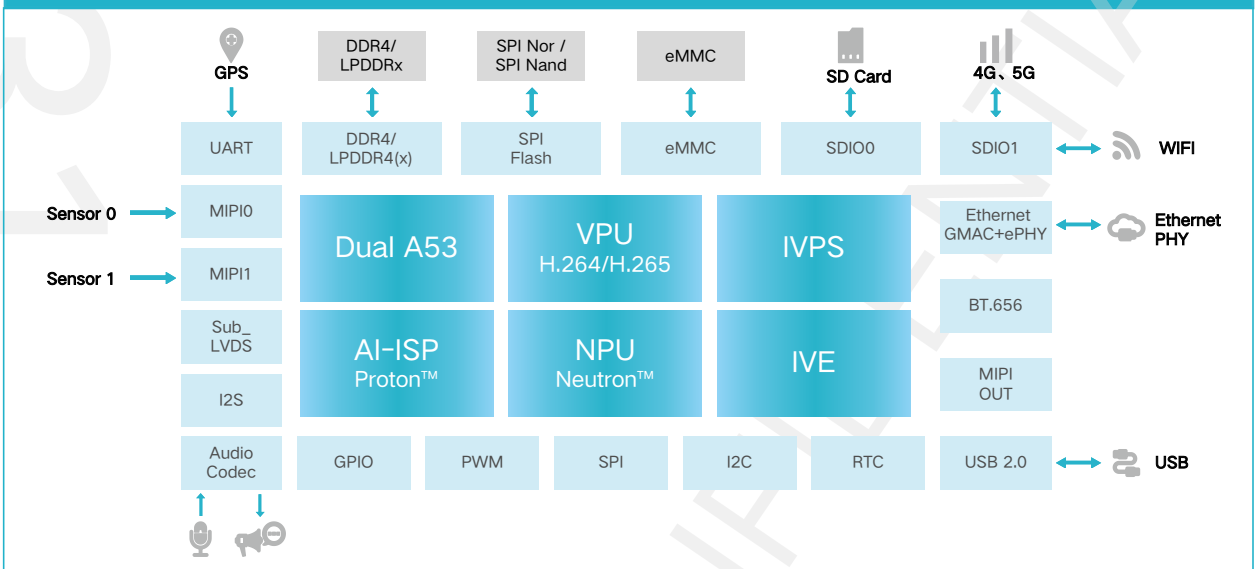 GPS
DDR4/
LPDDRx
SPI Nor /
SPI Nand
eMMC
SD Card
4G、5G
UART
DDR4/
LPDDR4(x)
SPI
Flash
eMMC
SDIO0
SDIO1
WIFI
Sensor 0
MIPI0
Sensor 1
MIPI1
Sub_
LVDS
I2S
Audio
Codec
Dual A53
VPU
H.264/H.265
IVPS
AI-ISP
Proton™
NPU
Neutron™
IVE
Ethernet
GMAC+ePHY
Ethernet
PHY
BT.656
MIPI
OUT
GPIO
PWM
SPI
I2C
RTC
USB 2.0
USB